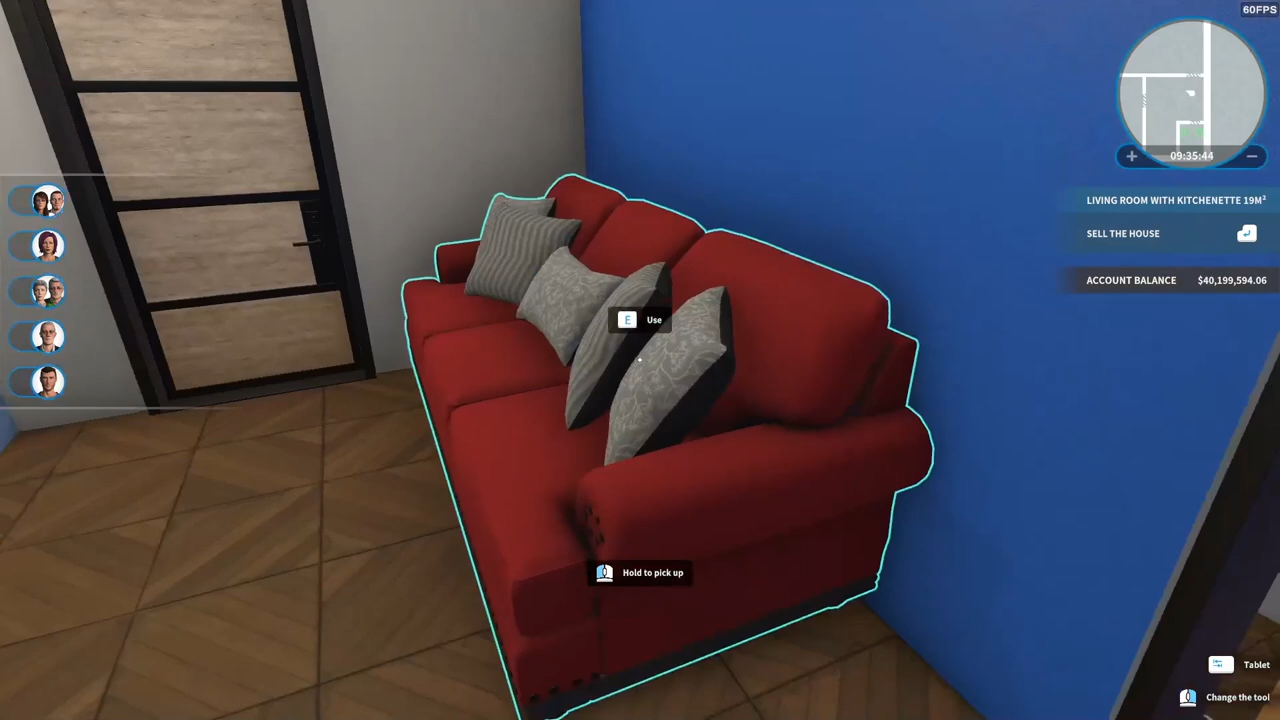 60FPS
+ 09:35:44 −
LIVING ROOM WITH KITCHENETTE 19M²
SELL THE HOUSE
ACCOUNT BALANCE $40,199,594.06
E Use
Hold to pick up
Tablet
Change the tool